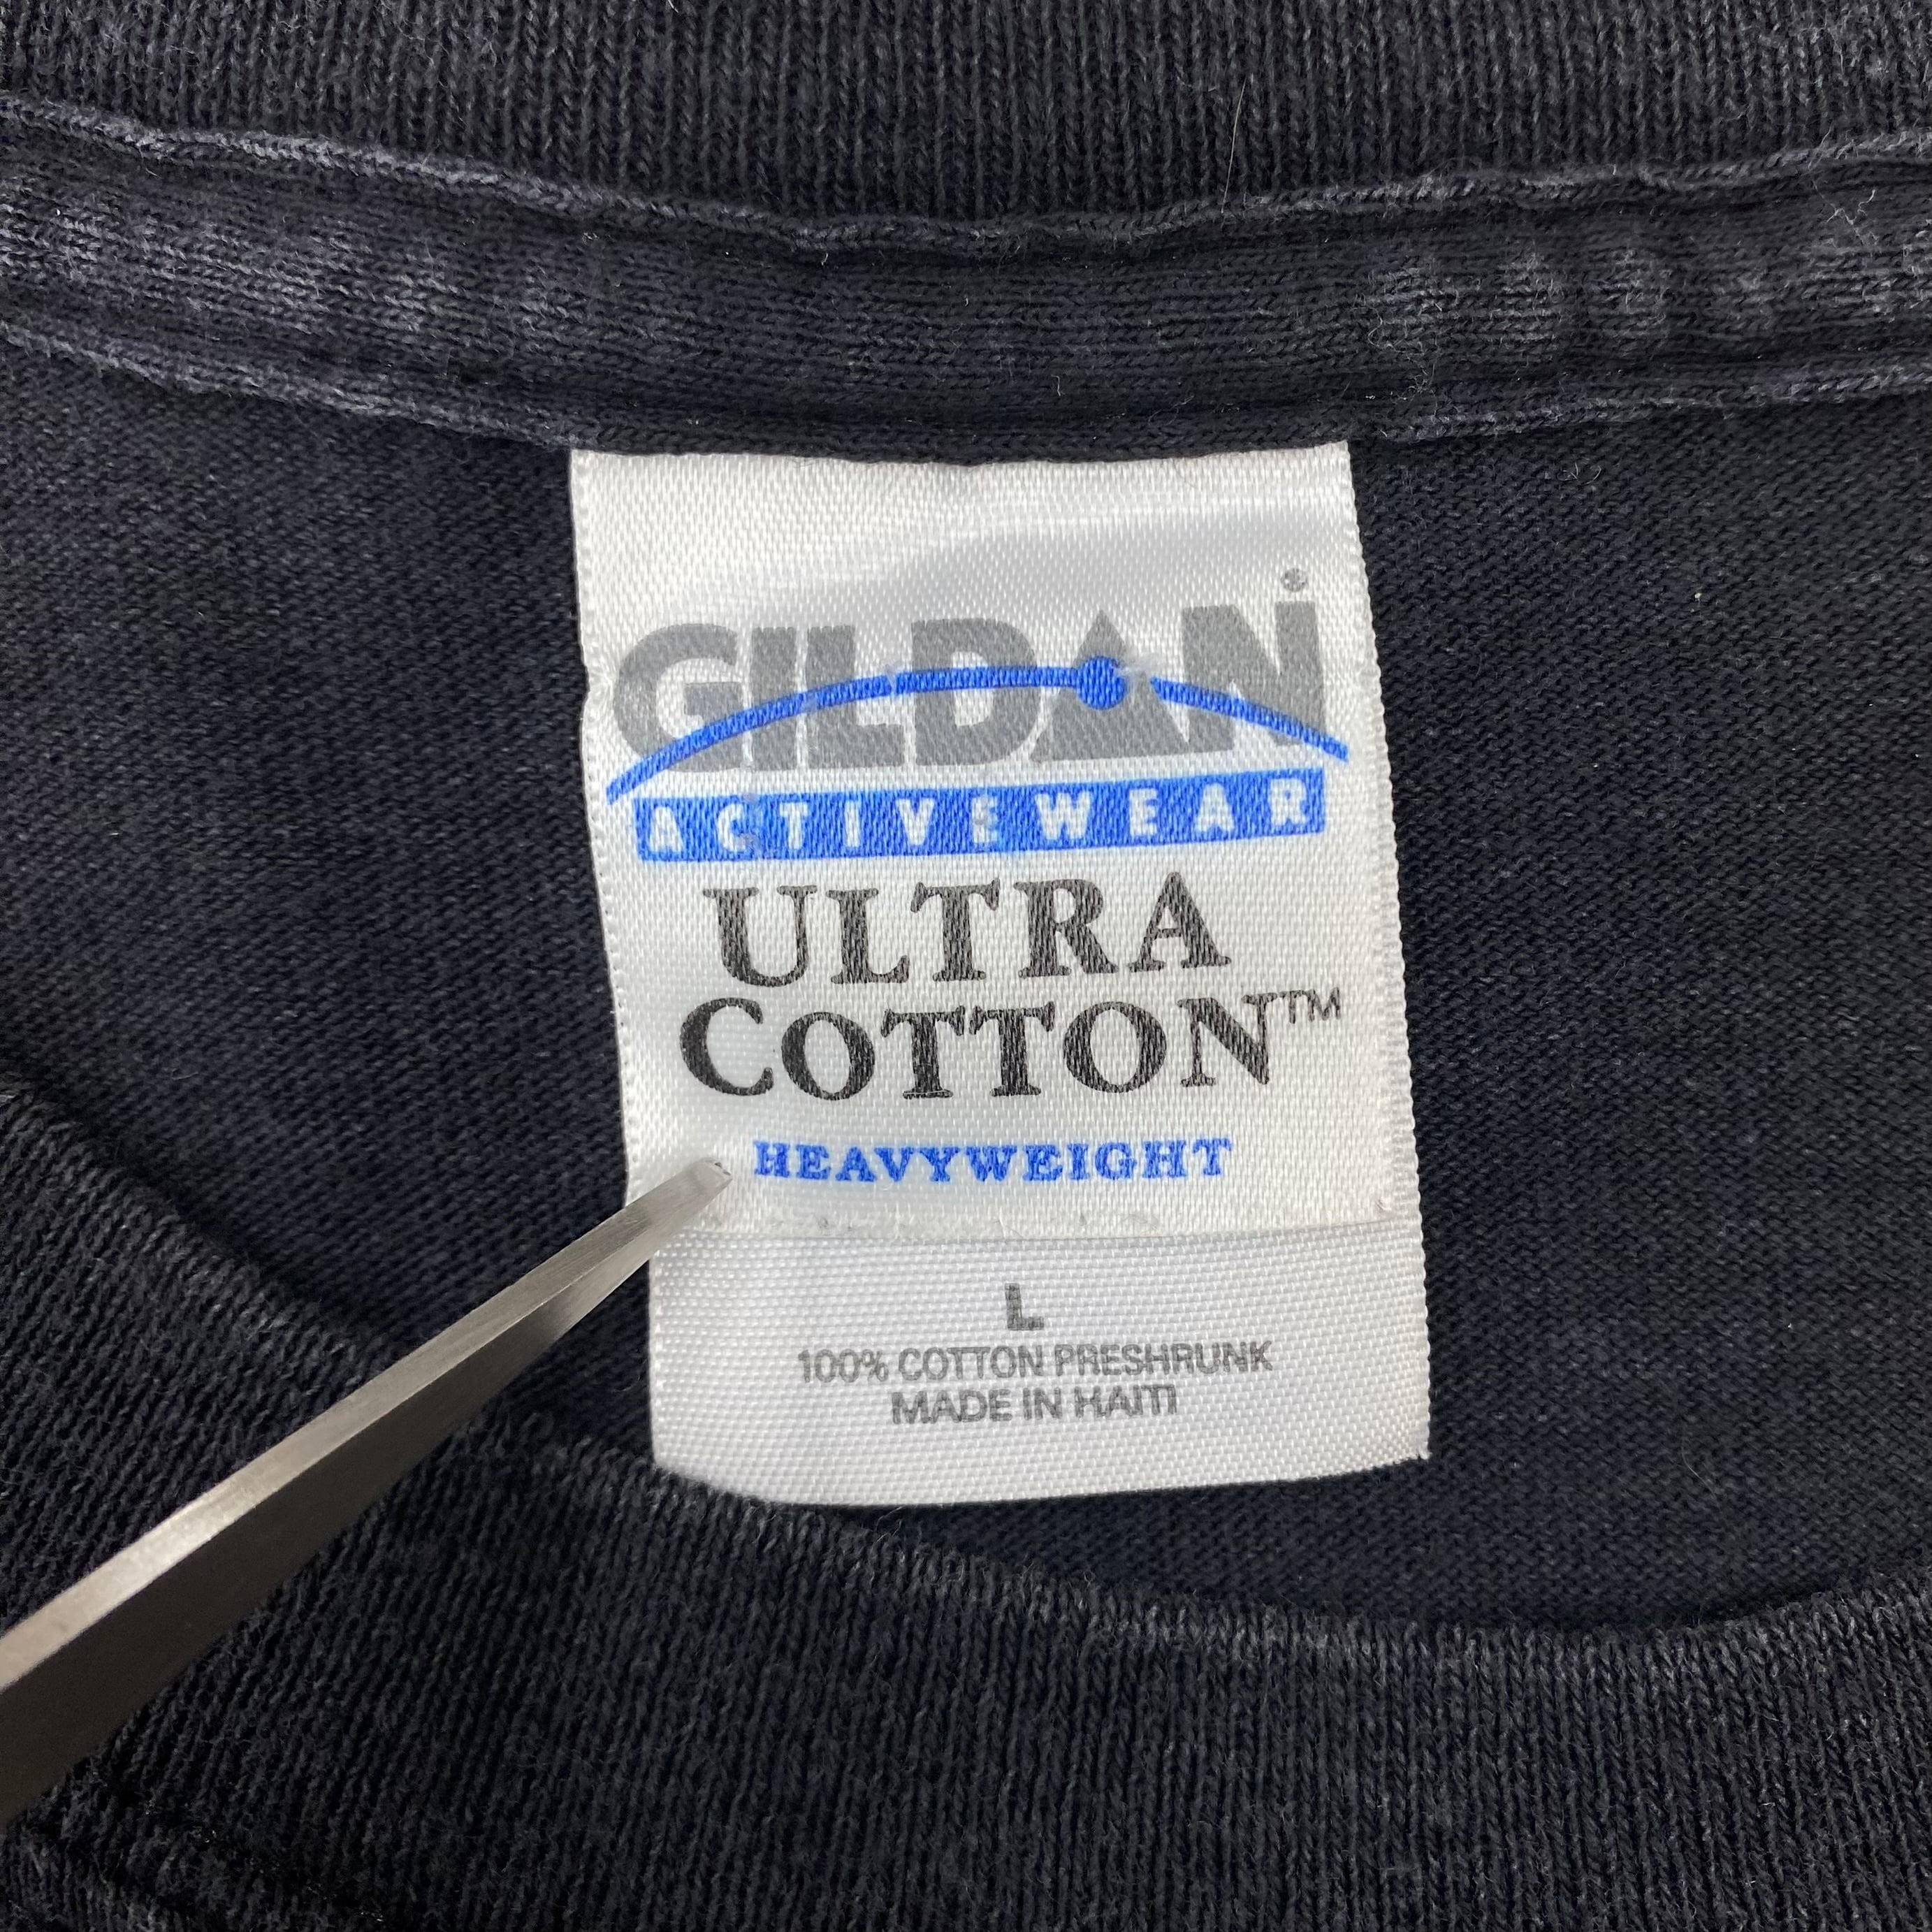 GILDAN®
ACTIVEWEAR
ULTRA
COTTON™
HEAVYWEIGHT
L
100% COTTON PRESHRUNK
MADE IN HAITI